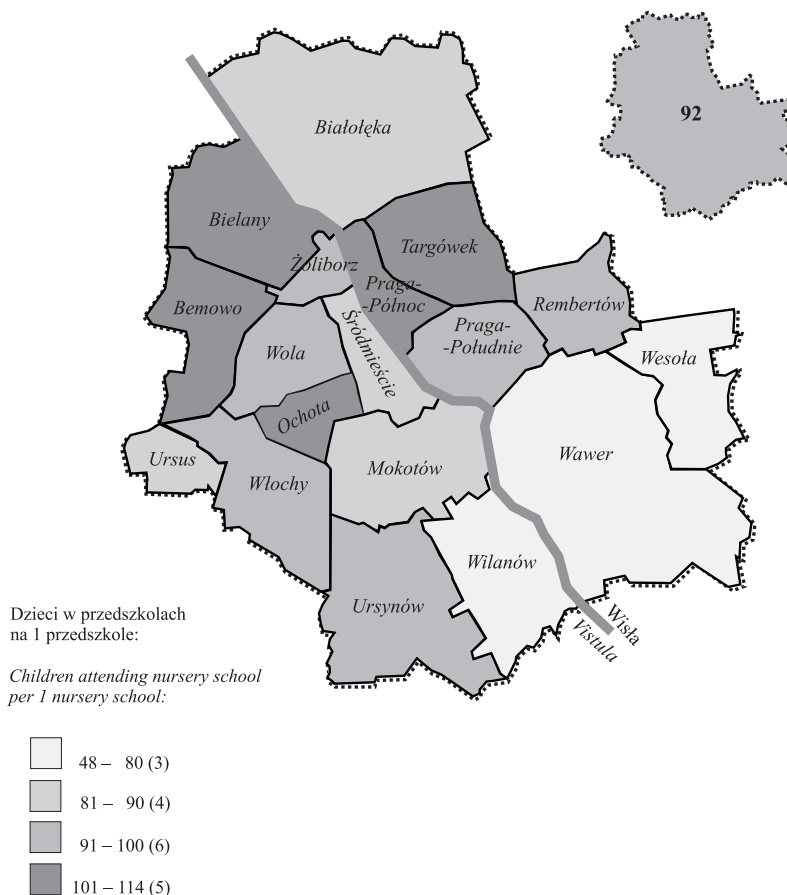 92
Białołęka
Bielany
Targówek
Żoliborz
Praga-
-Północ
Bemowo
Rembertów
Praga-
-Południe
Śródmieście
Wola
Wesoła
Ochota
Ursus
Mokotów
Wawer
Włochy
Wilanów
Ursynów
Wisła
Vistula
Dzieci w przedszkolach
na 1 przedszkole:
Children attending nursery school
per 1 nursery school:
48 – 80 (3)
81 – 90 (4)
91 – 100 (6)
101 – 114 (5)